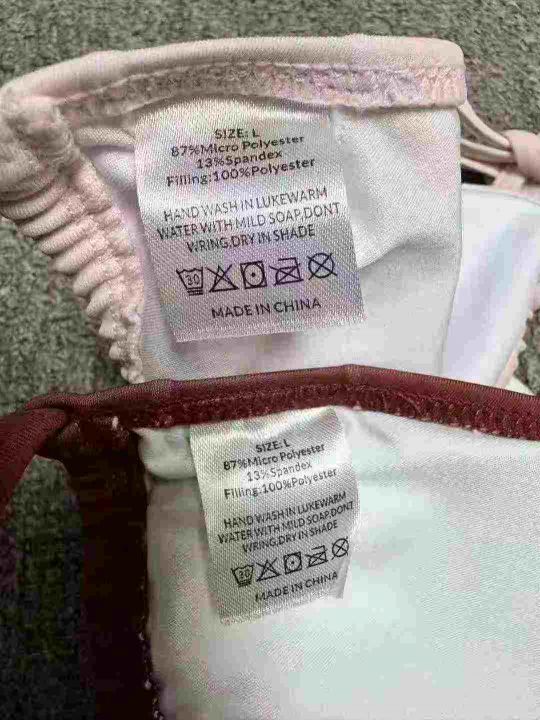 SIZE: L
87%Micro Polyester
13%Spandex
Filling:100%Polyester
HAND WASH IN LUKEWARM
WATER WITH MILD SOAP,DONT
WRING,DRY IN SHADE
30
MADE IN CHINA
SIZE: L
87%Micro Polyester
13%Spandex
Filling:100%Polyester
HAND WASH IN LUKEWARM
WATER WITH MILD SOAP,DONT
WRING,DRY IN SHADE
30
MADE IN CHINA